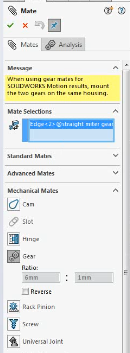 Mate
Mates
Analysis
Message
When using gear mates for
SOLIDWORKS Motion results, mount
the two gears on the same housing.
Mate Selections
Edge<2>@straight miter gear
Standard Mates
Advanced Mates
Mechanical Mates
Cam
Slot
Hinge
Gear
Ratio:
6mm : 1mm
Reverse
Rack Pinion
Screw
Universal Joint